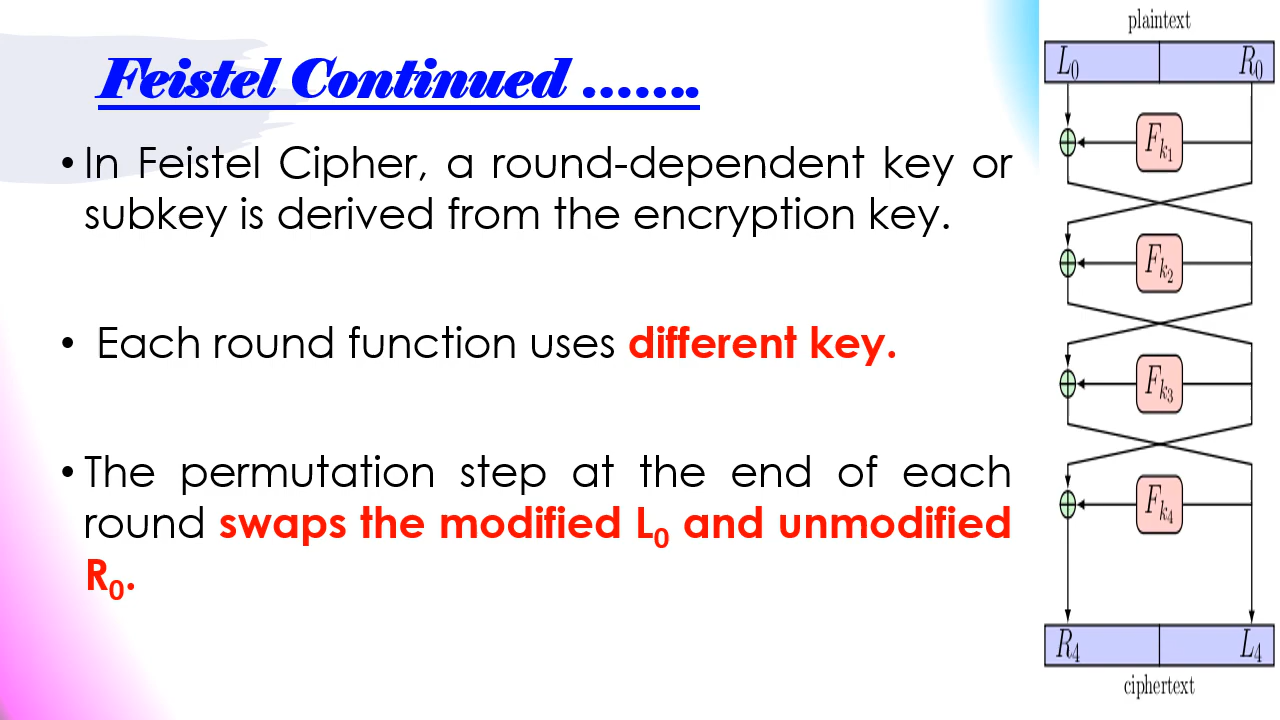 Feistel Continued …….
• In Feistel Cipher, a round-dependent key or
subkey is derived from the encryption key.
• Each round function uses different key.
• The permutation step at the end of each
round swaps the modified L₀ and unmodified
R₀.
plaintext
L₀ R₀
Fₖ₁
Fₖ₂
Fₖ₃
Fₖ₄
R₄ L₄
ciphertext